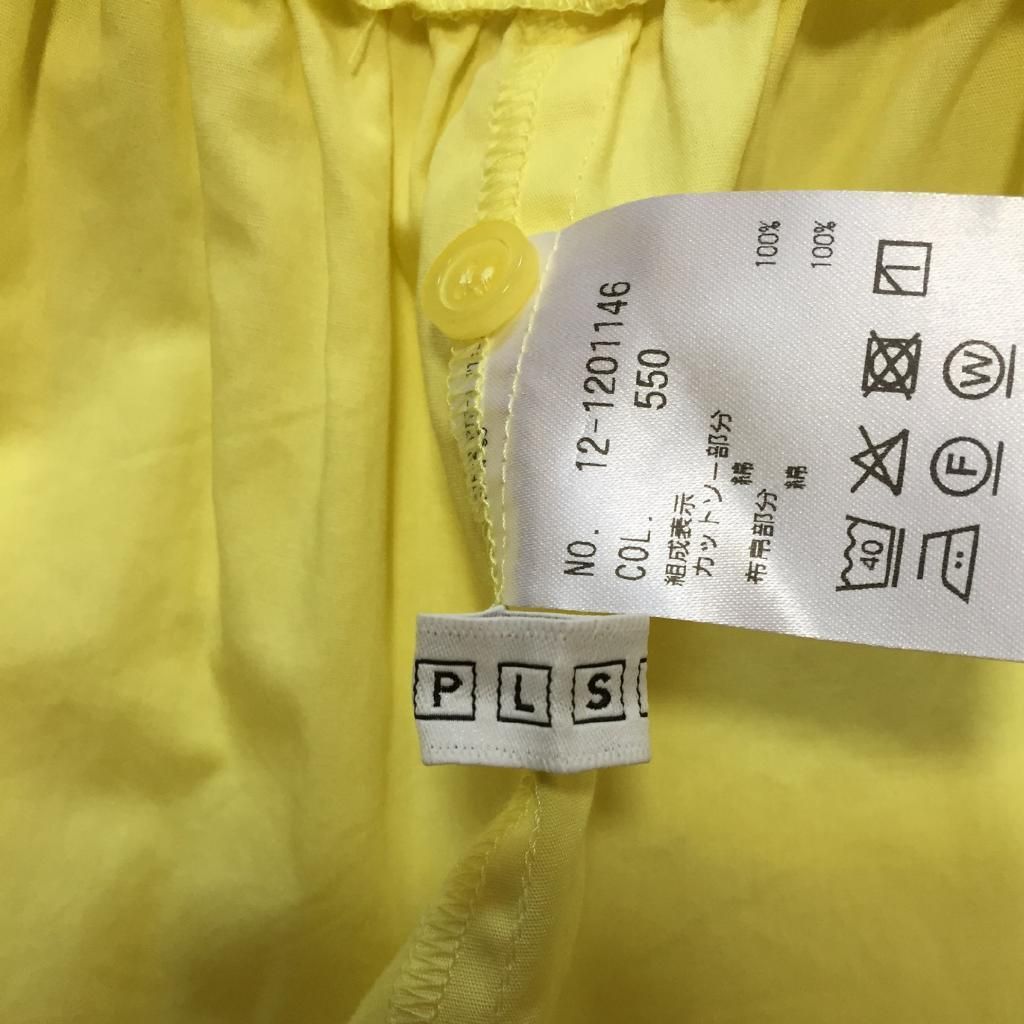 NO. 12-1201146
COL. 550
組成表示
カットソー部分
綿 100%
布帛部分
綿 100%
40
F
W
P L S